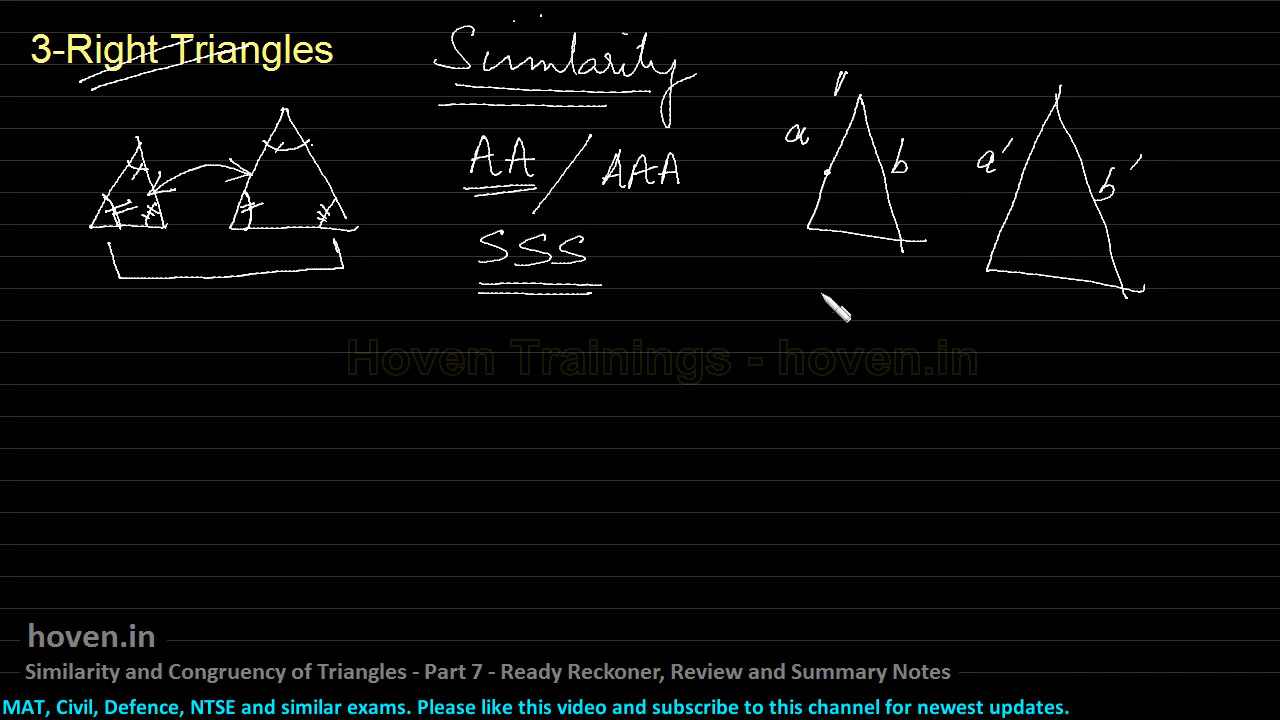 3-Right Triangles
Similarity
AA / AAA
SSS
a b a' b'
Hoven Trainings - hoven.in
hoven.in
Similarity and Congruency of Triangles - Part 7 - Ready Reckoner, Review and Summary Notes
MAT, Civil, Defence, NTSE and similar exams. Please like this video and subscribe to this channel for newest updates.